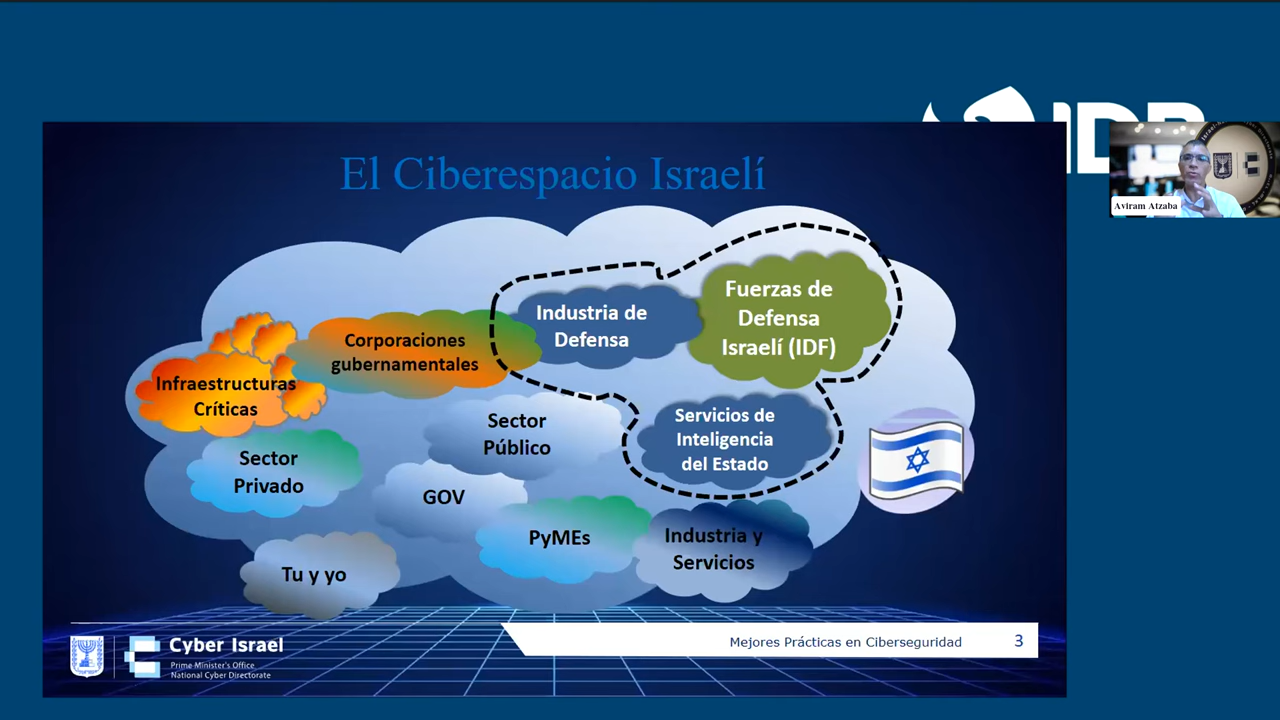 IDB
Aviram Atzaba
El Ciberespacio Israelí
Fuerzas de
Defensa
Israelí (IDF)
Industria de
Defensa
Corporaciones
gubernamentales
Infraestructuras
Críticas
Servicios de
Inteligencia
del Estado
Sector
Público
Sector
Privado
GOV
PyMEs
Industria y
Servicios
Tu y yo
Cyber Israel
Prime Minister's Office
National Cyber Directorate
Mejores Prácticas en Ciberseguridad
3